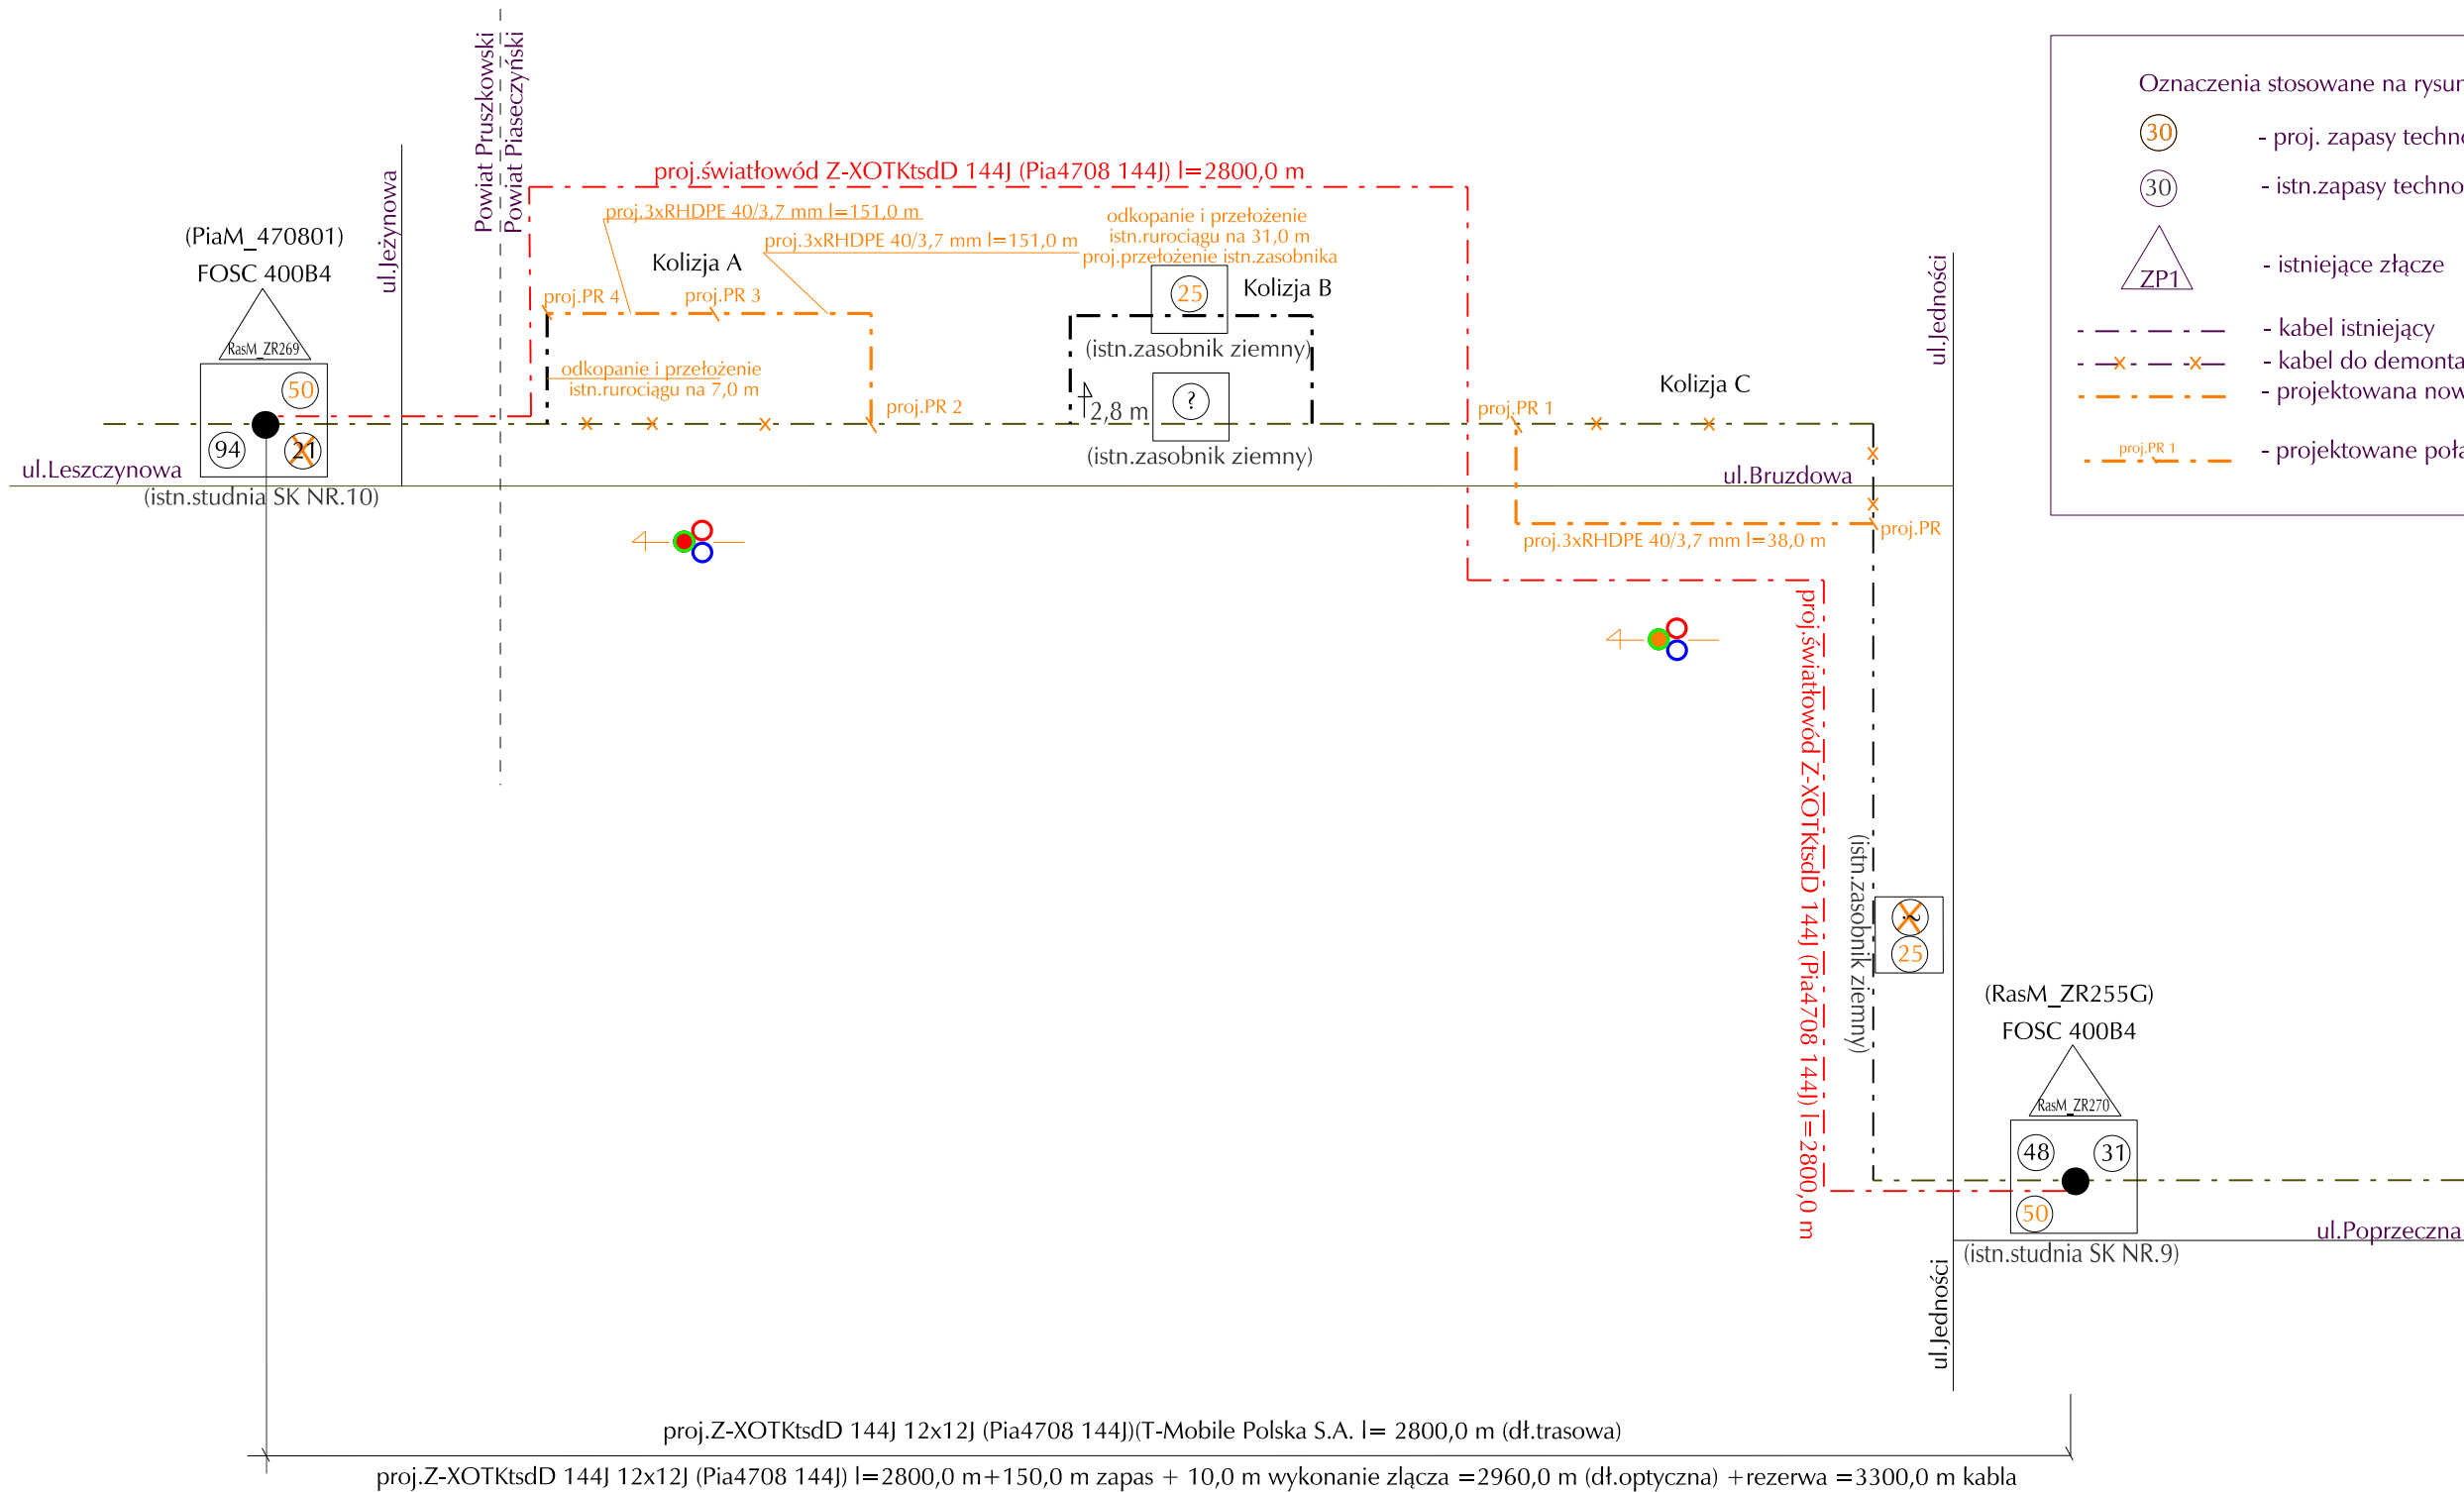 Powiat Pruszkowski
Powiat Piaseczyński
ul.Jeżynowa
(PiaM_470801)
FOSC 400B4
RasM_ZR269
50
94
21
ul.Leszczynowa
(istn.studnia SK NR.10)
proj.światłowód Z-XOTKtsdD 144J (Pia4708 144J) l=2800,0 m
proj.3xRHDPE 40/3,7 mm l=151,0 m
proj.3xRHDPE 40/3,7 mm l=151,0 m
Kolizja A
proj.PR 4
proj.PR 3
odkopanie i przełożenie
istn.rurociągu na 7,0 m
proj.PR 2
odkopanie i przełożenie
istn.rurociągu na 31,0 m
proj.przełożenie istn.zasobnika
25
Kolizja B
(istn.zasobnik ziemny)
?
2,8 m
(istn.zasobnik ziemny)
proj.PR 1
Kolizja C
ul.Jedności
ul.Bruzdowa
proj.PR
proj.3xRHDPE 40/3,7 mm l=38,0 m
proj.światłowód Z-XOTKtsdD 144J (Pia4708 144J) l=2800,0 m
(istn.zasobnik ziemny)
?
25
(RasM_ZR255G)
FOSC 400B4
RasM_ZR270
48
31
50
(istn.studnia SK NR.9)
ul.Poprzeczna
ul.Jedności
Oznaczenia stosowane na rysun
30
- proj. zapasy techno
30
- istn.zapasy techno
ZP1
- istniejące złącze
- kabel istniejący
- kabel do demonta
- projektowana now
proj.PR 1
- projektowane poła
proj.Z-XOTKtsdD 144J 12x12J (Pia4708 144J)(T-Mobile Polska S.A. l= 2800,0 m (dł.trasowa)
proj.Z-XOTKtsdD 144J 12x12J (Pia4708 144J) l=2800,0 m+150,0 m zapas + 10,0 m wykonanie zlącza =2960,0 m (dł.optyczna) +rezerwa =3300,0 m kabla